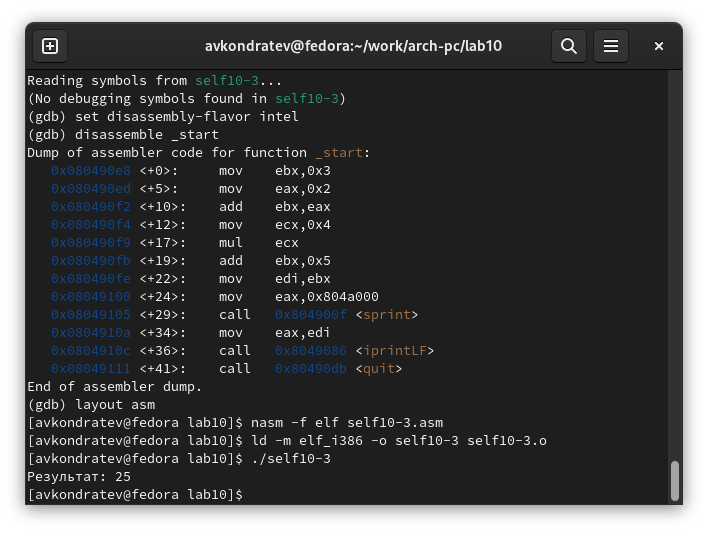 avkondratev@fedora:~/work/arch-pc/lab10
Reading symbols from self10-3...
(No debugging symbols found in self10-3)
(gdb) set disassembly-flavor intel
(gdb) disassemble _start
Dump of assembler code for function _start:
   0x080490e8 <+0>:     mov    ebx,0x3
   0x080490ed <+5>:     mov    eax,0x2
   0x080490f2 <+10>:    add    ebx,eax
   0x080490f4 <+12>:    mov    ecx,0x4
   0x080490f9 <+17>:    mul    ecx
   0x080490fb <+19>:    add    ebx,0x5
   0x080490fe <+22>:    mov    edi,ebx
   0x08049100 <+24>:    mov    eax,0x804a000
   0x08049105 <+29>:    call   0x804900f <sprint>
   0x0804910a <+34>:    mov    eax,edi
   0x0804910c <+36>:    call   0x8049086 <iprintLF>
   0x08049111 <+41>:    call   0x80490db <quit>
End of assembler dump.
(gdb) layout asm
[avkondratev@fedora lab10]$ nasm -f elf self10-3.asm
[avkondratev@fedora lab10]$ ld -m elf_i386 -o self10-3 self10-3.o
[avkondratev@fedora lab10]$ ./self10-3
Результат: 25
[avkondratev@fedora lab10]$